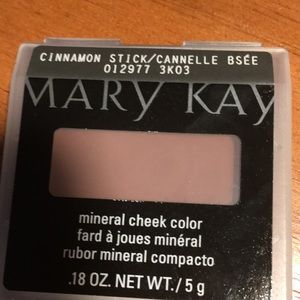 CINNAMON STICK/CANNELLE BSÉE
012977 3K03
MARY KAY
mineral cheek color
fard à joues minéral
rubor mineral compacto
.18 OZ. NET WT./5 g